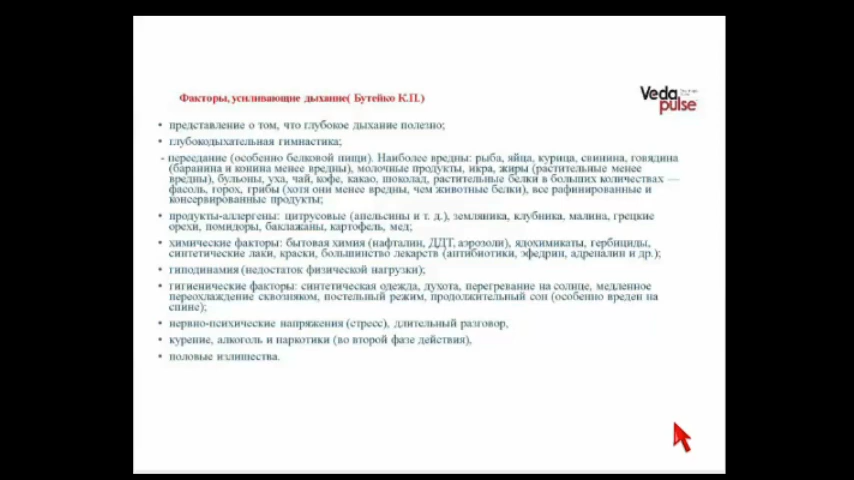 Факторы, усиливающие дыхание( Бутейко К.П.)
Veda
pulse
• представление о том, что глубокое дыхание полезно;
• глубокодыхательная гимнастика;
- переедание (особенно белковой пищи). Наиболее вредны: рыба, яйца, курица, свинина, говядина
(баранина и конина менее вредны), молочные продукты, икра, жиры (растительные менее
вредны), бульоны, уха, чай, кофе, какао, шоколад, растительные белки в больших количествах —
фасоль, горох, грибы (хотя они менее вредны, чем животные белки), все рафинированные и
консервированные продукты;
• продукты-аллергены: цитрусовые (апельсины и т. д.), земляника, клубника, малина, грецкие
орехи, помидоры, баклажаны, картофель, мед;
• химические факторы: бытовая химия (нафталин, ДДТ, аэрозоли), ядохимикаты, гербициды,
синтетические лаки, краски, большинство лекарств (антибиотики, эфедрин, адреналин и др.);
• гиподинамия (недостаток физической нагрузки);
• гигиенические факторы: синтетическая одежда, духота, перегревание на солнце, медленное
переохлаждение сквозняком, постельный режим, продолжительный сон (особенно вреден на
спине);
• нервно-психические напряжения (стресс), длительный разговор,
• курение, алкоголь и наркотики (во второй фазе действия),
• половые излишества.